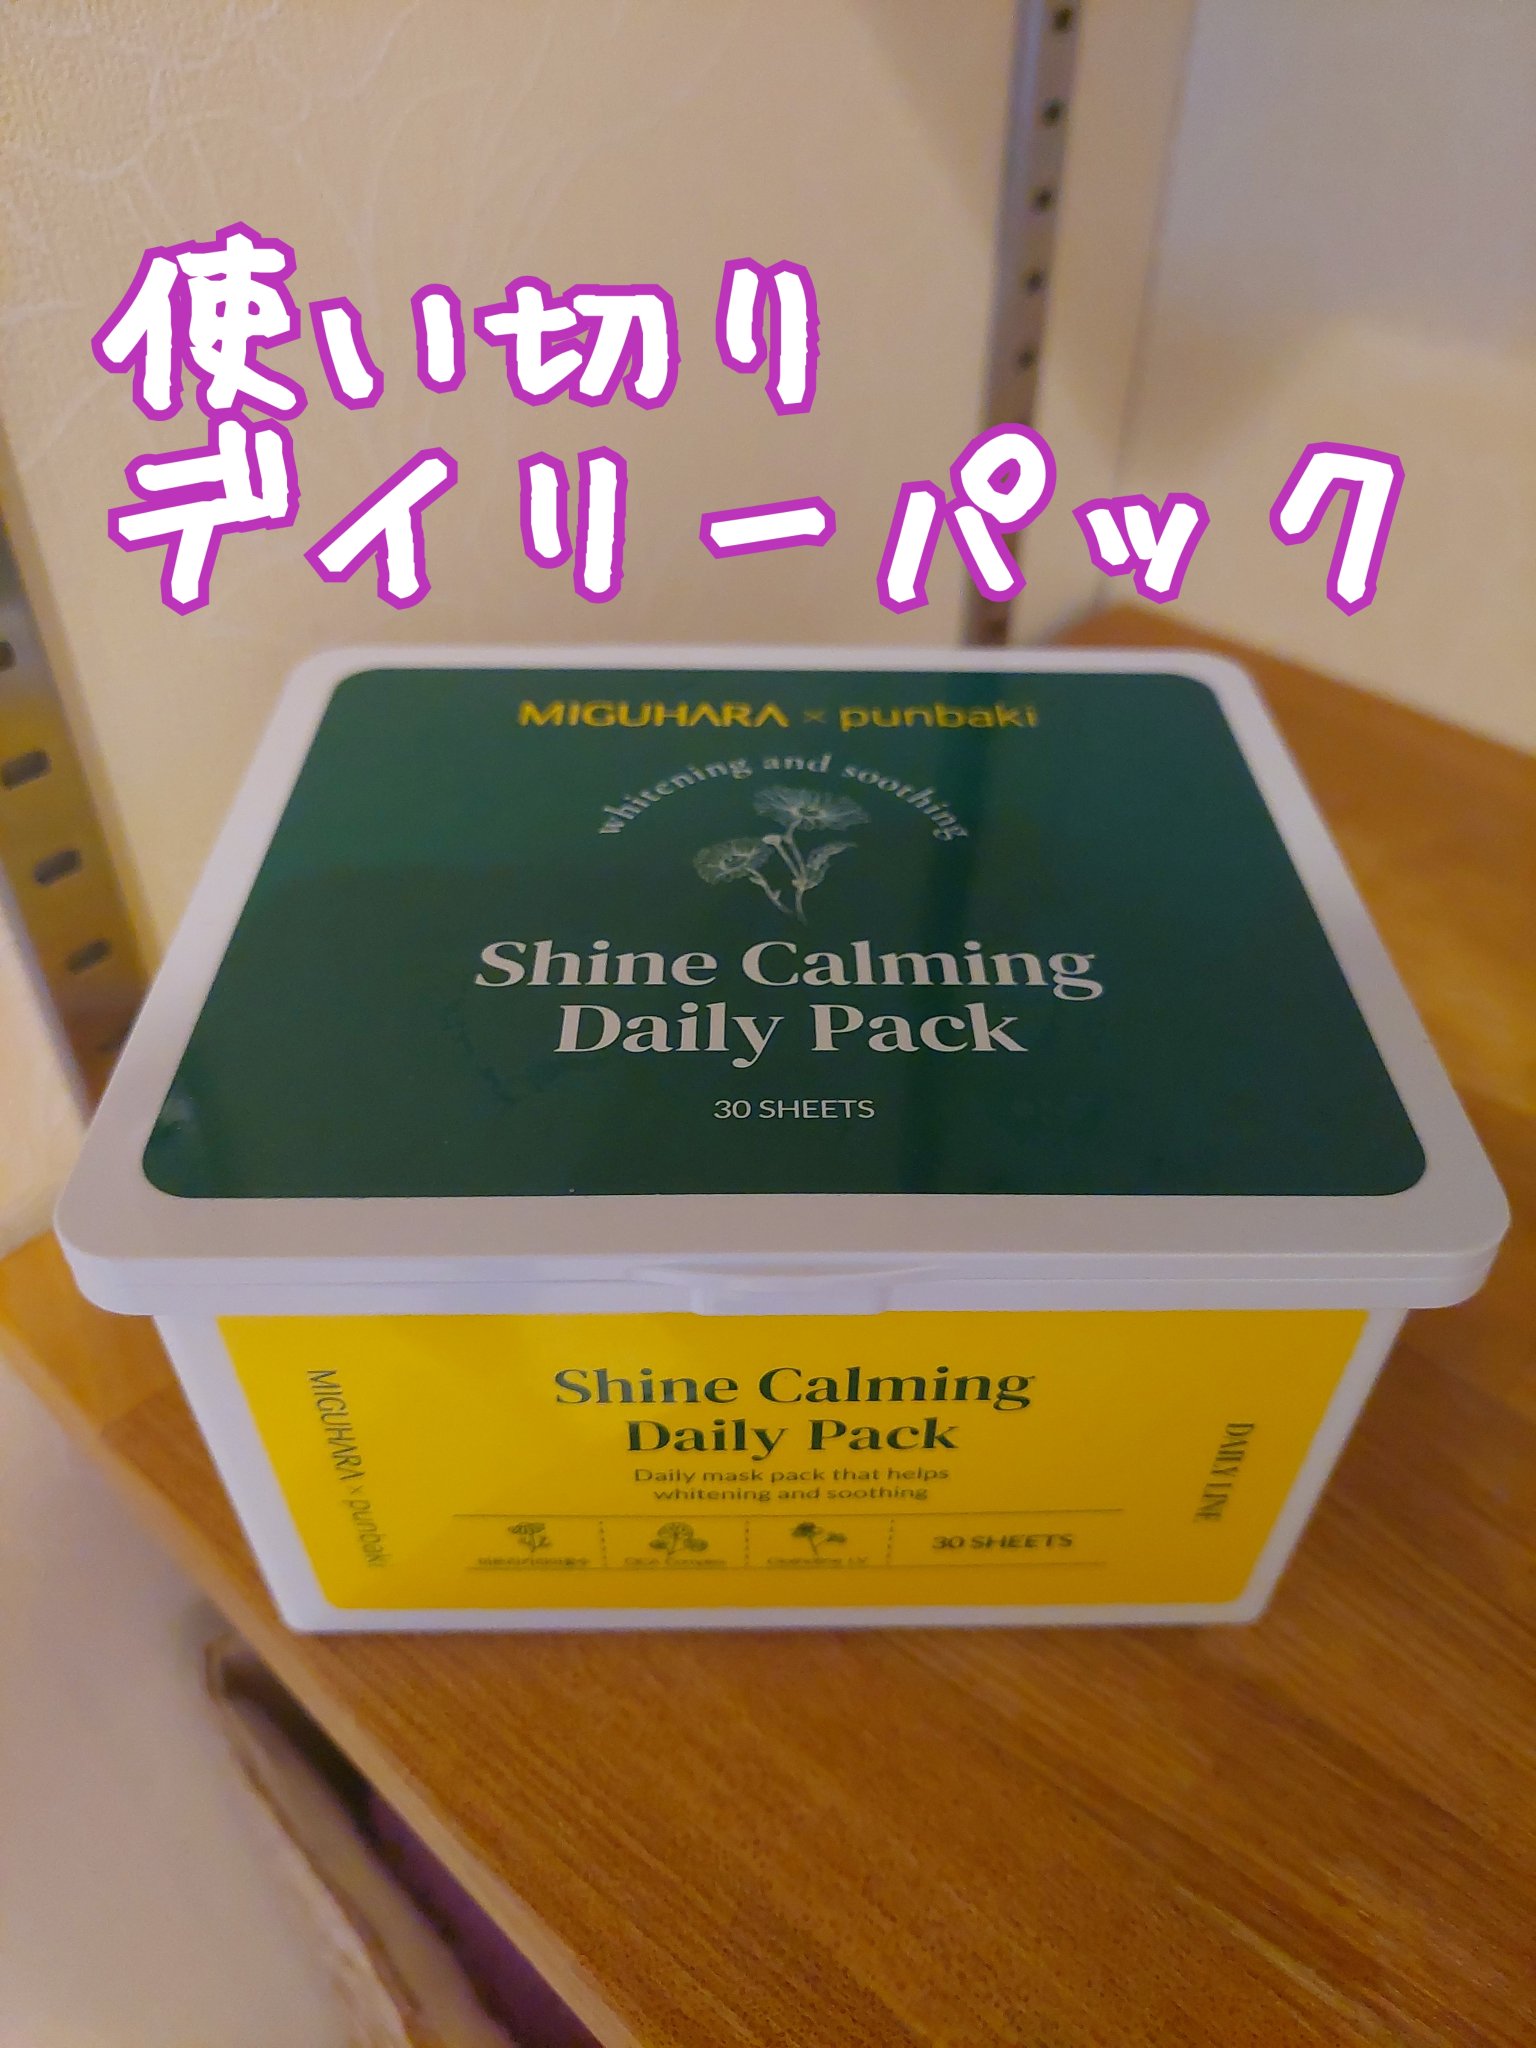 使い切り
デイリーパック
MIGUHARA × punbaki
whitening and soothing
Shine Calming
Daily Pack
30 SHEETS
Shine Calming
Daily Pack
Daily mask pack that helps
whitening and soothing
30 SHEETS
MIGUHARA × punbaki
DAILY LINE